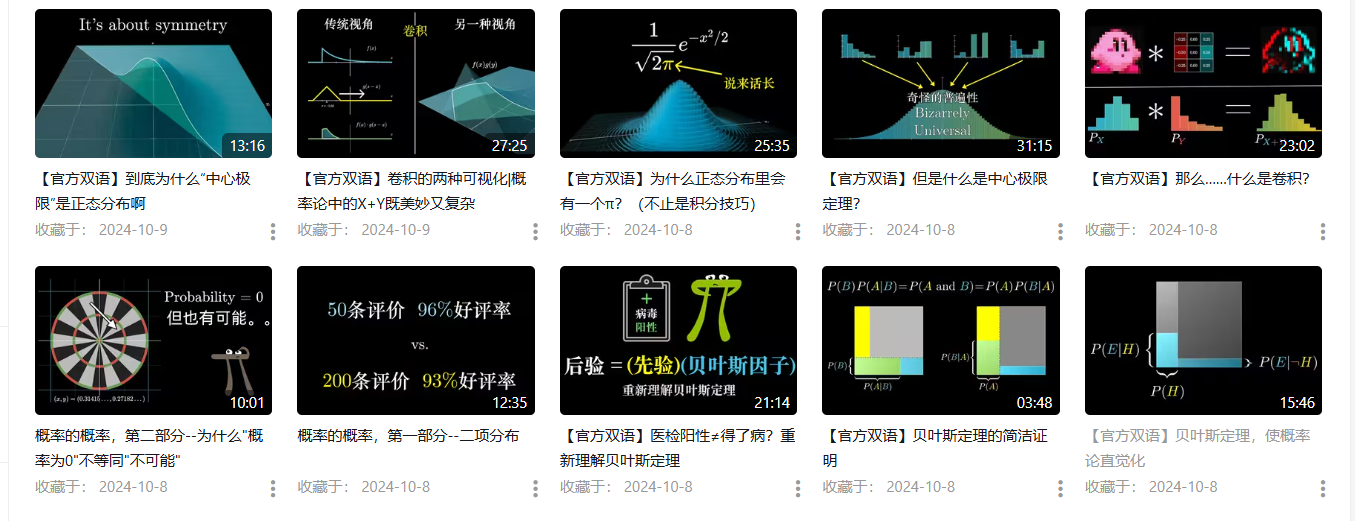 It's about symmetry
13:16
传统视角
卷积
另一种视角
f(x)
g(s − x)
f(x) · g(s − x)
f(x)g(y)
27:25
1/√2π e^{-x²/2}
说来话长
25:35
奇怪的普遍性
Bizarrely
Universal
31:15
* =
P_X * P_Y = P_X+
23:02
【官方双语】到底为什么“中心极
限”是正态分布啊
收藏于： 2024-10-9
【官方双语】卷积的两种可视化|概
率论中的X+Y既美妙又复杂
收藏于： 2024-10-9
【官方双语】为什么正态分布里会
有一个π？（不止是积分技巧）
收藏于： 2024-10-8
【官方双语】但是什么是中心极限
定理？
收藏于： 2024-10-8
【官方双语】那么……什么是卷积？
收藏于： 2024-10-8
Probability = 0
但也有可能。。
(x, y) = (0.31415..., 0.27182...)
10:01
50条评价 96%好评率
vs.
200条评价 93%好评率
12:35
+
病毒
阳性
后验 = (先验)(贝叶斯因子)
重新理解贝叶斯定理
21:14
P(B)P(A|B)=P(A and B)=P(A)P(B|A)
P(B)
P(A|B)
P(B|A)
P(A)
03:48
P(E|H)
P(E|¬H)
P(H)
15:46
概率的概率，第二部分--为什么"概
率为0"不等同"不可能"
收藏于： 2024-10-8
概率的概率，第一部分--二项分布
收藏于： 2024-10-8
【官方双语】医检阳性≠得了病？重
新理解贝叶斯定理
收藏于： 2024-10-8
【官方双语】贝叶斯定理的简洁证
明
收藏于： 2024-10-8
【官方双语】贝叶斯定理，使概率
论直觉化
收藏于： 2024-10-8